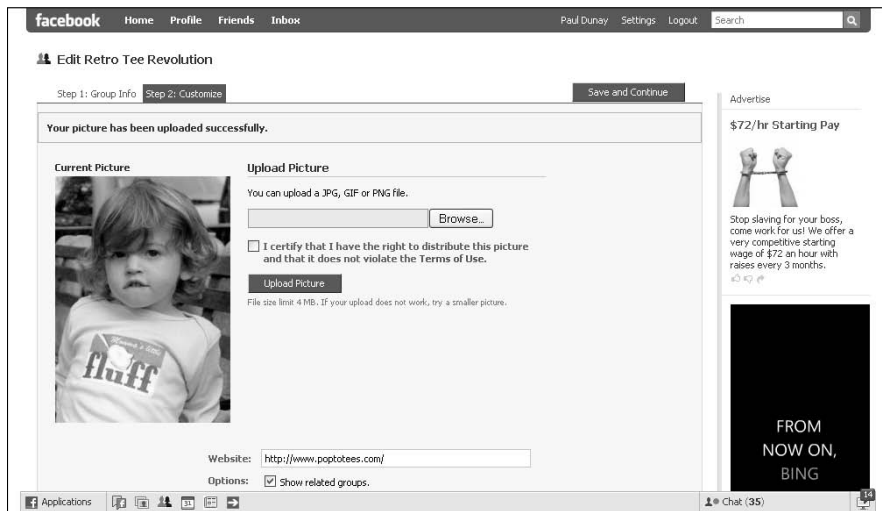 facebook Home Profile Friends Inbox Paul Dunay Settings Logout Search
Edit Retro Tee Revolution
Step 1: Group Info Step 2: Customize Save and Continue
Your picture has been uploaded successfully.
Current Picture
fluff
Upload Picture
You can upload a JPG, GIF or PNG file.
Browse...
I certify that I have the right to distribute this picture
and that it does not violate the Terms of Use.
Upload Picture
File size limit 4 MB. If your upload does not work, try a smaller picture.
Website: http://www.poptotees.com/
Options: Show related groups.
Advertise
$72/hr Starting Pay
Stop slaving for your boss,
come work for us! We offer a
very competitive starting
wage of $72 an hour with
raises every 3 months.
FROM
NOW ON,
BING
Applications 31 Chat (35) 14